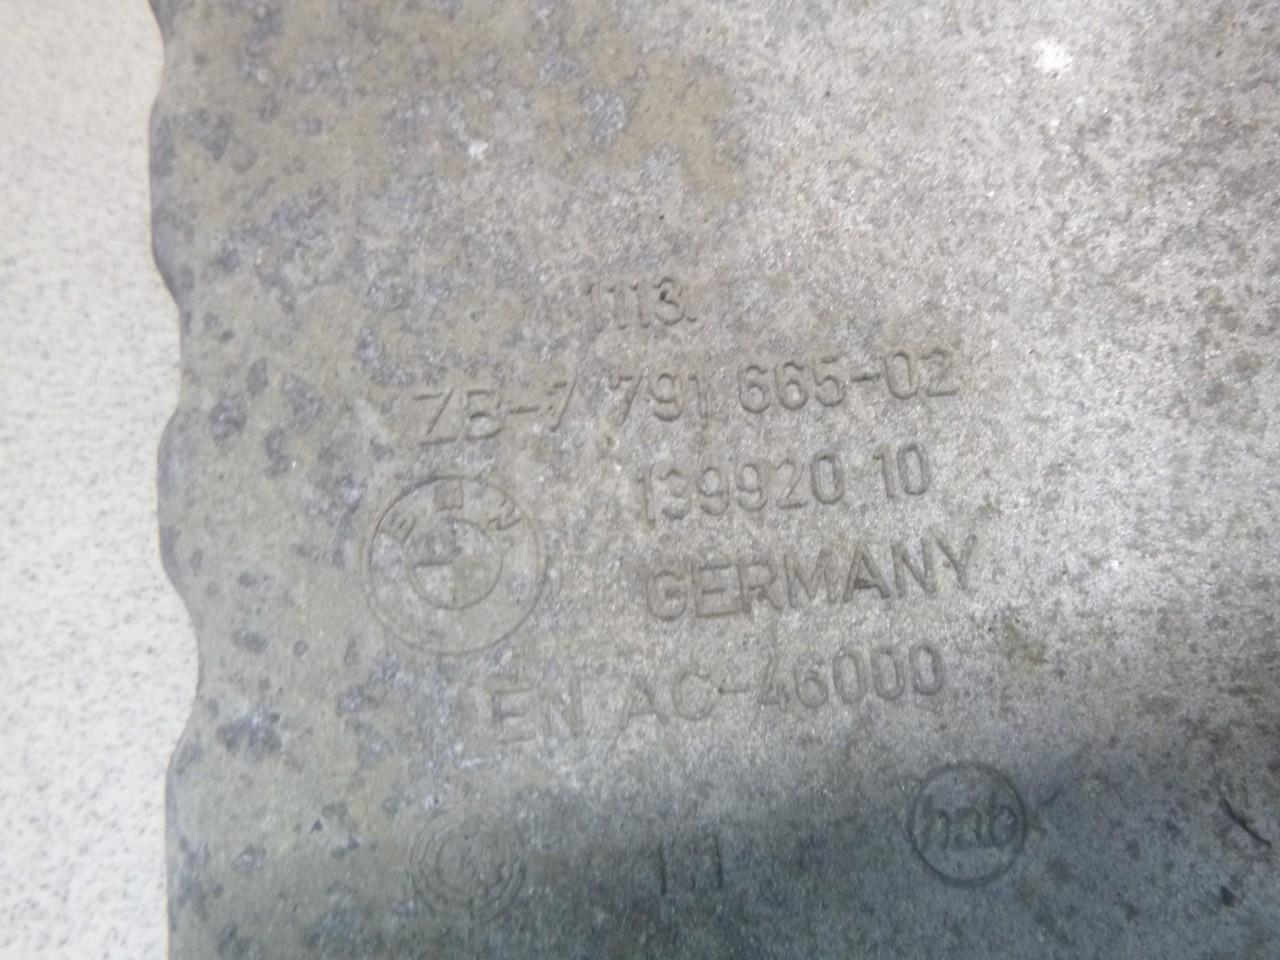 1113.
ZB-7 791 665-02
139920 10
GERMANY
EN AC-46000